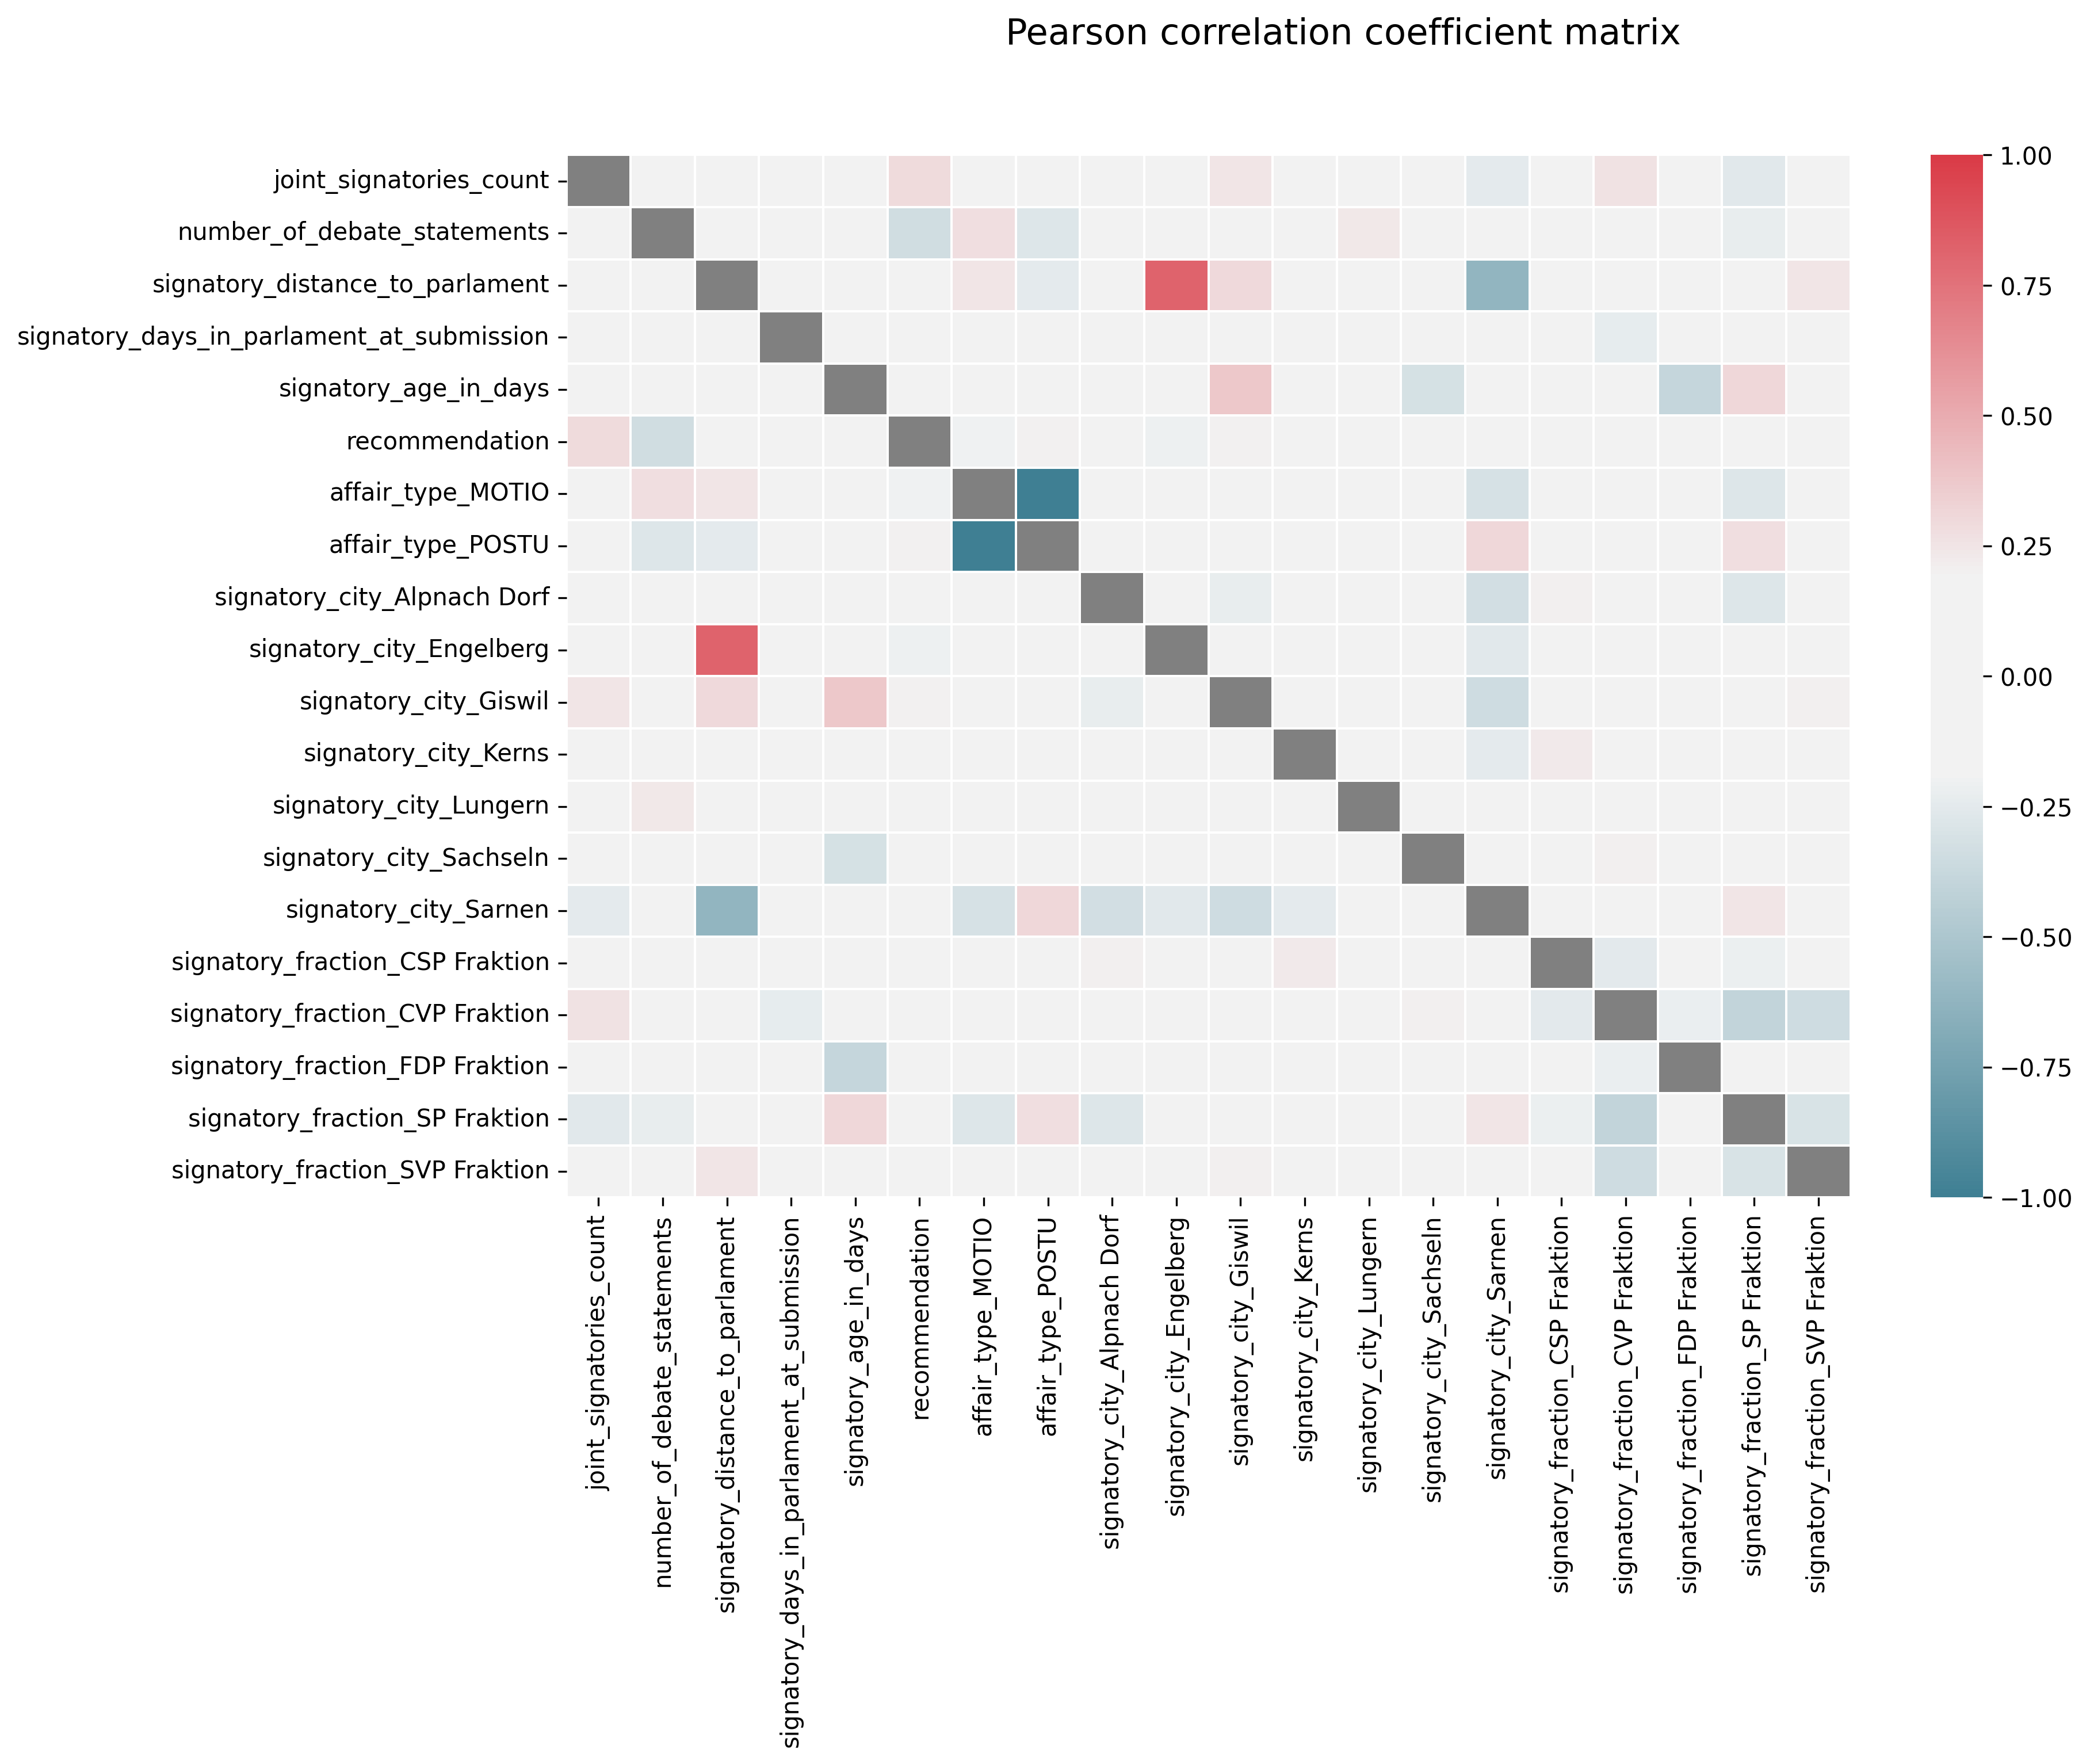 Pearson correlation coefficient matrix
joint_signatories_count
number_of_debate_statements
signatory_distance_to_parlament
signatory_days_in_parlament_at_submission
signatory_age_in_days
recommendation
affair_type_MOTIO
affair_type_POSTU
signatory_city_Alpnach Dorf
signatory_city_Engelberg
signatory_city_Giswil
signatory_city_Kerns
signatory_city_Lungern
signatory_city_Sachseln
signatory_city_Sarnen
signatory_fraction_CSP Fraktion
signatory_fraction_CVP Fraktion
signatory_fraction_FDP Fraktion
signatory_fraction_SP Fraktion
signatory_fraction_SVP Fraktion
joint_signatories_count
number_of_debate_statements
signatory_distance_to_parlament
signatory_days_in_parlament_at_submission
signatory_age_in_days
recommendation
affair_type_MOTIO
affair_type_POSTU
signatory_city_Alpnach Dorf
signatory_city_Engelberg
signatory_city_Giswil
signatory_city_Kerns
signatory_city_Lungern
signatory_city_Sachseln
signatory_city_Sarnen
signatory_fraction_CSP Fraktion
signatory_fraction_CVP Fraktion
signatory_fraction_FDP Fraktion
signatory_fraction_SP Fraktion
signatory_fraction_SVP Fraktion
1.00
0.75
0.50
0.25
0.00
−0.25
−0.50
−0.75
−1.00